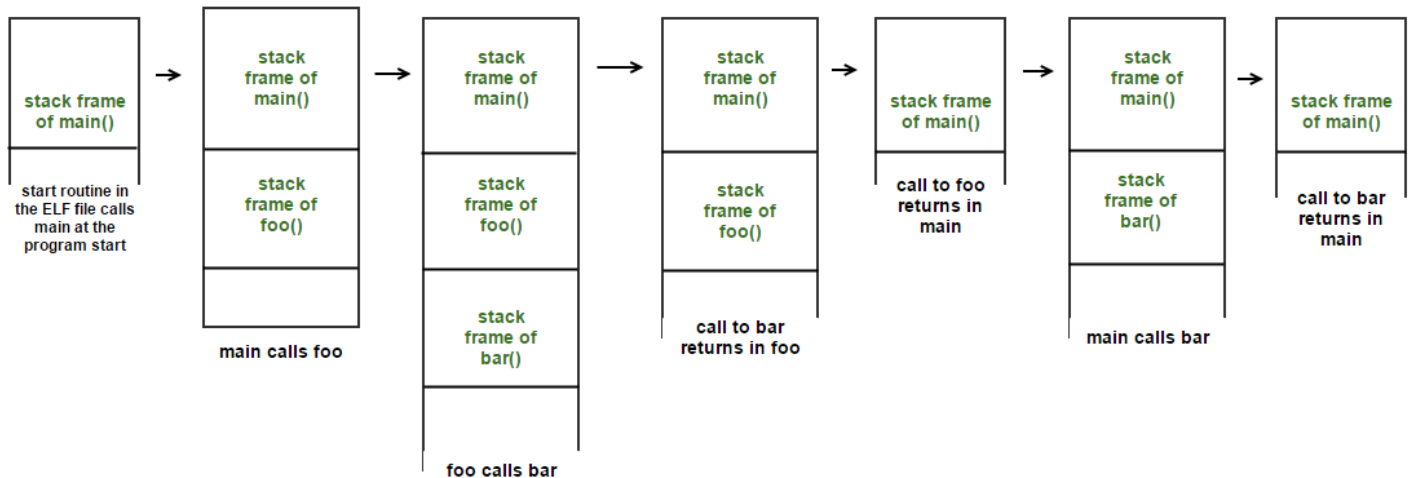 stack frame
of main()
start routine in
the ELF file calls
main at the
program start
stack
frame of
main()
stack
frame of
foo()
main calls foo
stack
frame of
main()
stack
frame of
foo()
stack
frame of
bar()
foo calls bar
stack
frame of
main()
stack
frame of
foo()
call to bar
returns in foo
stack frame
of main()
call to foo
returns in
main
stack
frame of
main()
stack
frame of
bar()
main calls bar
stack frame
of main()
call to bar
returns in
main